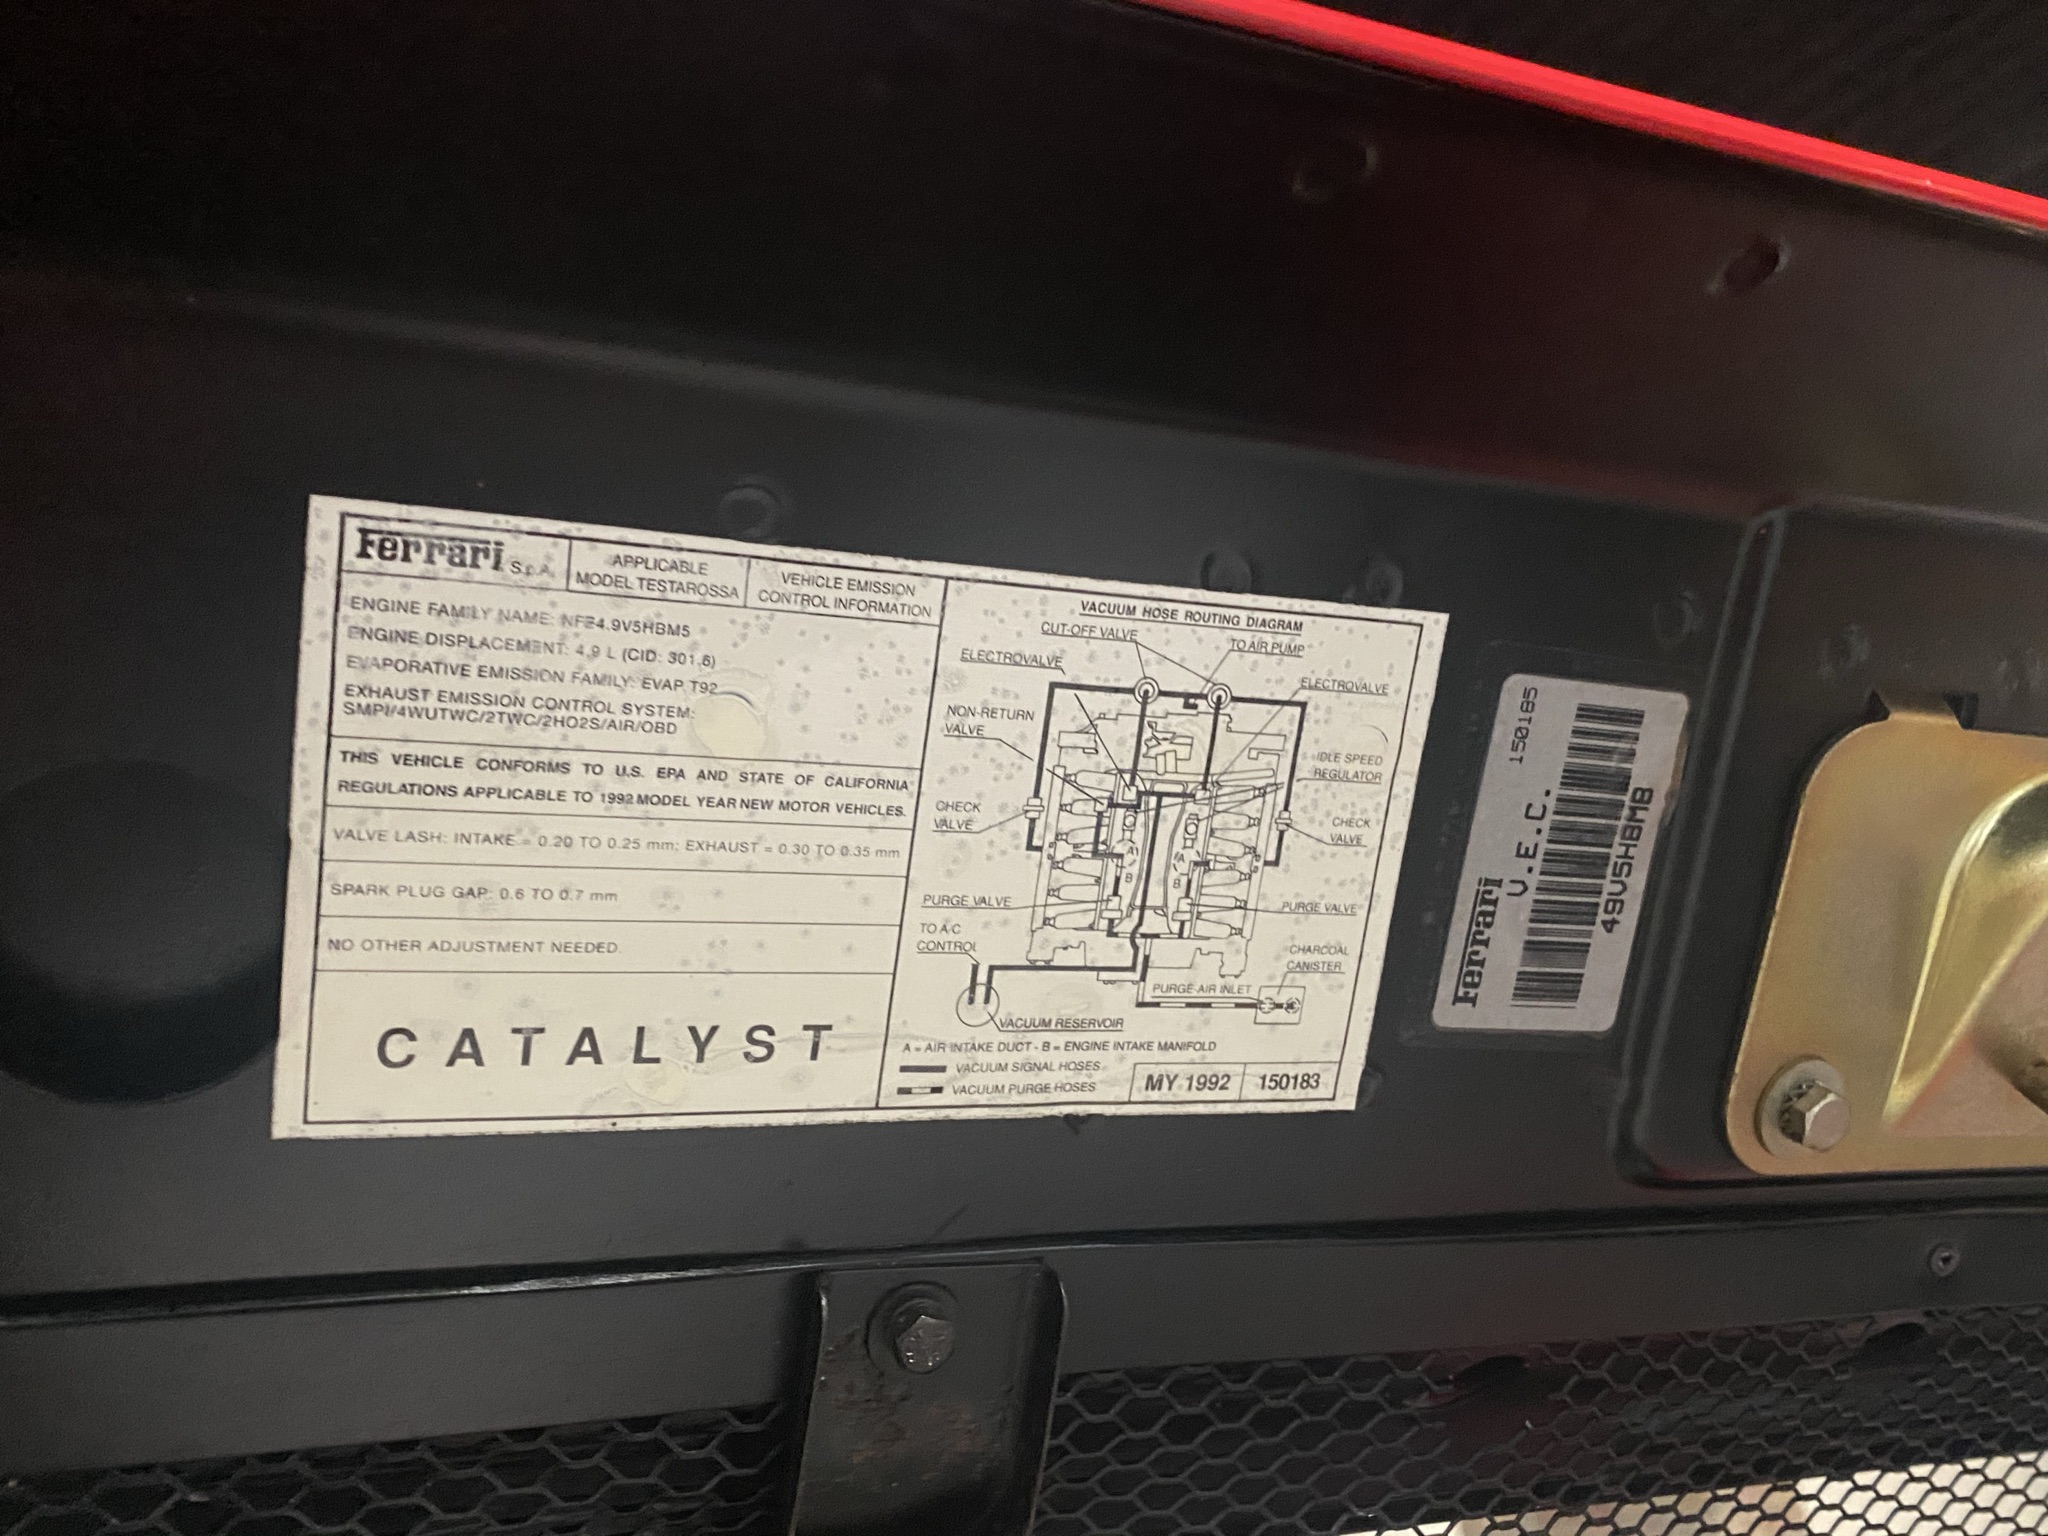 Ferrari S.p.A.
APPLICABLE
MODEL TESTAROSSA
VEHICLE EMISSION
CONTROL INFORMATION
ENGINE FAMILY NAME: NFE4.9V5HBM5
ENGINE DISPLACEMENT: 4.9 L (CID: 301.6)
EVAPORATIVE EMISSION FAMILY: EVAP T92
EXHAUST EMISSION CONTROL SYSTEM:
SMPI/4WUTWC/2TWC/2HO2S/AIR/OBD
THIS VEHICLE CONFORMS TO U.S. EPA AND STATE OF CALIFORNIA
REGULATIONS APPLICABLE TO 1992 MODEL YEAR NEW MOTOR VEHICLES.
VALVE LASH: INTAKE = 0.20 TO 0.25 mm; EXHAUST = 0.30 TO 0.35 mm
SPARK PLUG GAP: 0.6 TO 0.7 mm
NO OTHER ADJUSTMENT NEEDED.
CATALYST
VACUUM HOSE ROUTING DIAGRAM
CUT-OFF VALVE
TO AIR PUMP
ELECTROVALVE
ELECTROVALVE
NON-RETURN
VALVE
IDLE SPEED
REGULATOR
CHECK
VALVE
CHECK
VALVE
A
A
B
B
PURGE VALVE
PURGE VALVE
TO A.C
CONTROL
CHARCOAL
CANISTER
PURGE-AIR INLET
VACUUM RESERVOIR
A = AIR INTAKE DUCT - B = ENGINE INTAKE MANIFOLD
VACUUM SIGNAL HOSES
VACUUM PURGE HOSES
MY 1992
150183
Ferrari
V.E.C.
150185
49V5HBM8